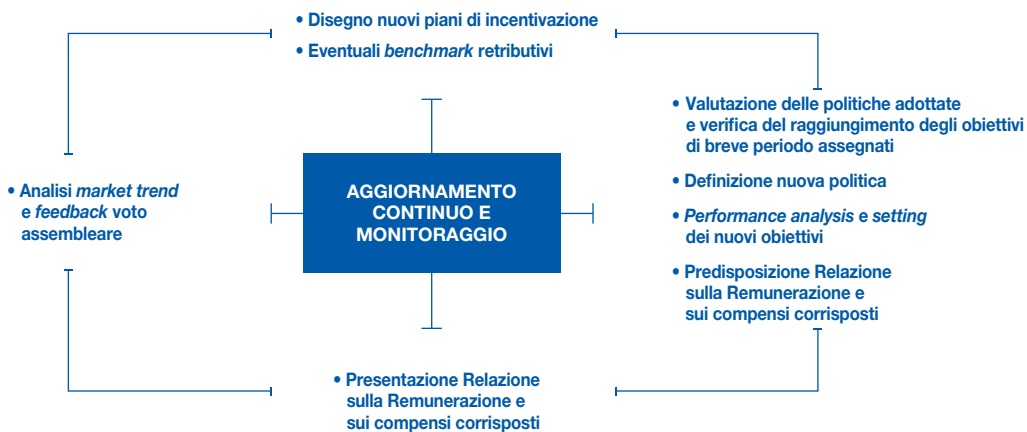 • Disegno nuovi piani di incentivazione
• Eventuali benchmark retributivi
• Valutazione delle politiche adottate
e verifica del raggiungimento degli obiettivi
di breve periodo assegnati
• Definizione nuova politica
• Performance analysis e setting
dei nuovi obiettivi
• Predisposizione Relazione
sulla Remunerazione e
sui compensi corrisposti
• Analisi market trend
e feedback voto
assembleare
AGGIORNAMENTO
CONTINUO E
MONITORAGGIO
• Presentazione Relazione
sulla Remunerazione e
sui compensi corrisposti